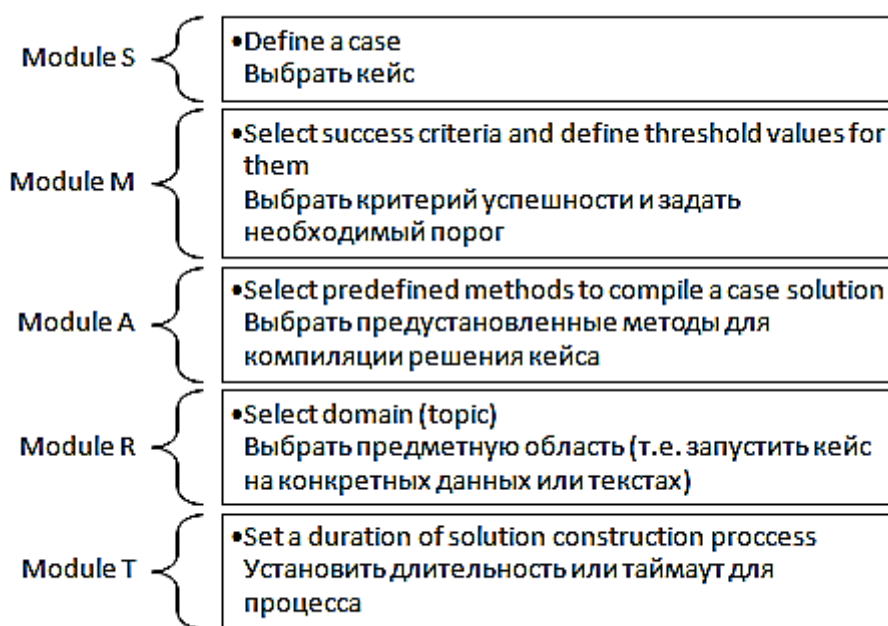 Module S
•Define a case
Выбрать кейс
Module M
•Select success criteria and define threshold values for
them
Выбрать критерий успешности и задать
необходимый порог
Module A
•Select predefined methods to compile a case solution
Выбрать предустановленные методы для
компиляции решения кейса
Module R
•Select domain (topic)
Выбрать предметную область (т.е. запустить кейс
на конкретных данных или текстах)
Module T
•Set a duration of solution construction proccess
Установить длительность или таймаут для
процесса